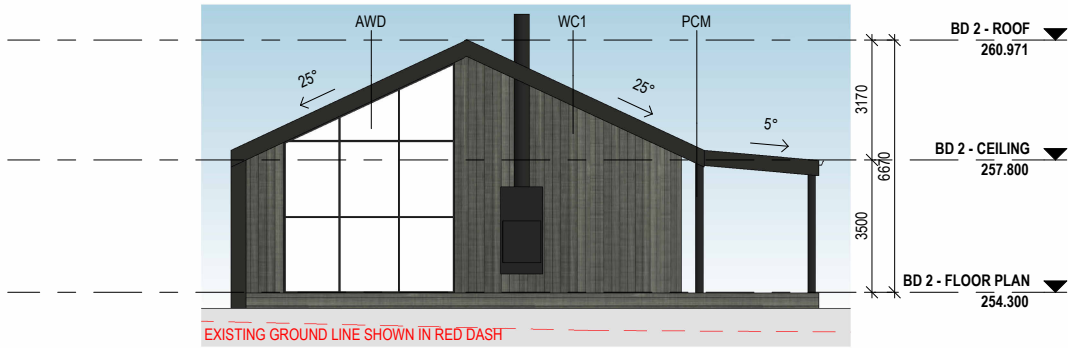 AWD
WC1
PCM
BD 2 - ROOF
260.971
25°
25°
3170
5°
BD 2 - CEILING
257.800
6670
3500
BD 2 - FLOOR PLAN
254.300
EXISTING GROUND LINE SHOWN IN RED DASH